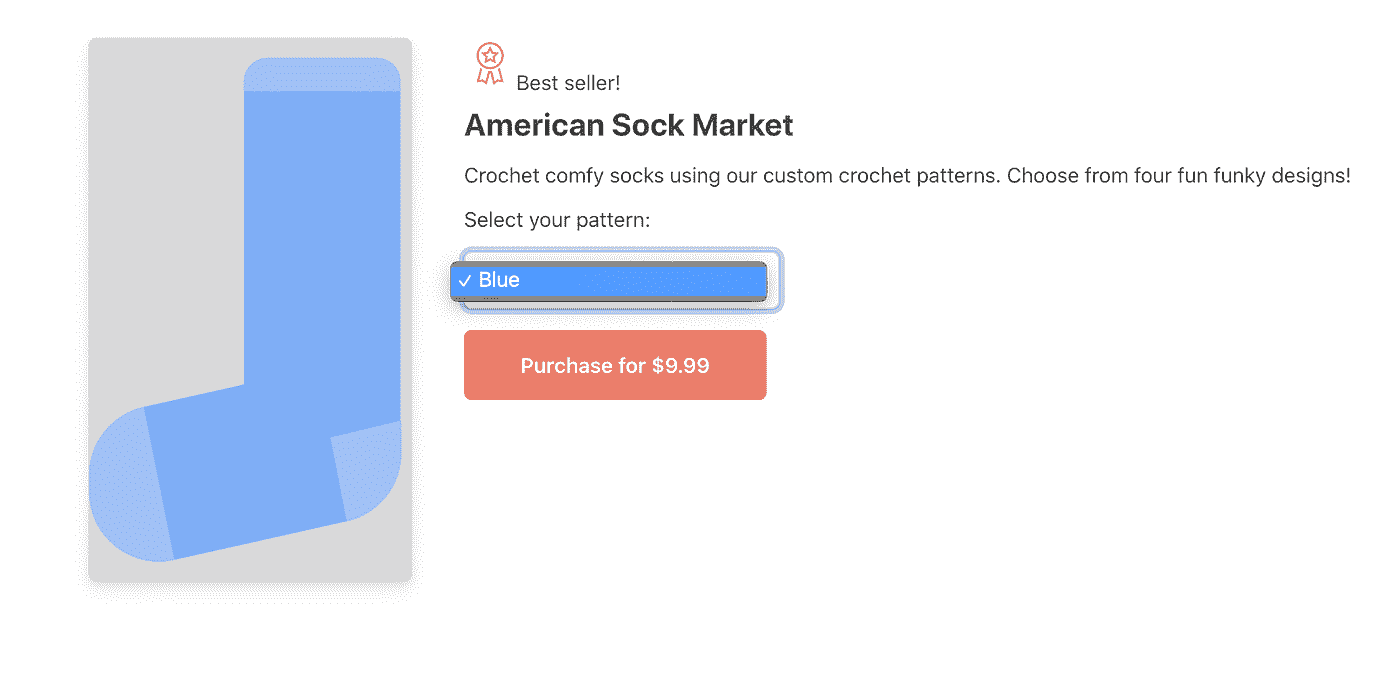 Best seller!
American Sock Market
Crochet comfy socks using our custom crochet patterns. Choose from four fun funky designs!
Select your pattern:
✓ Blue
Purchase for $9.99